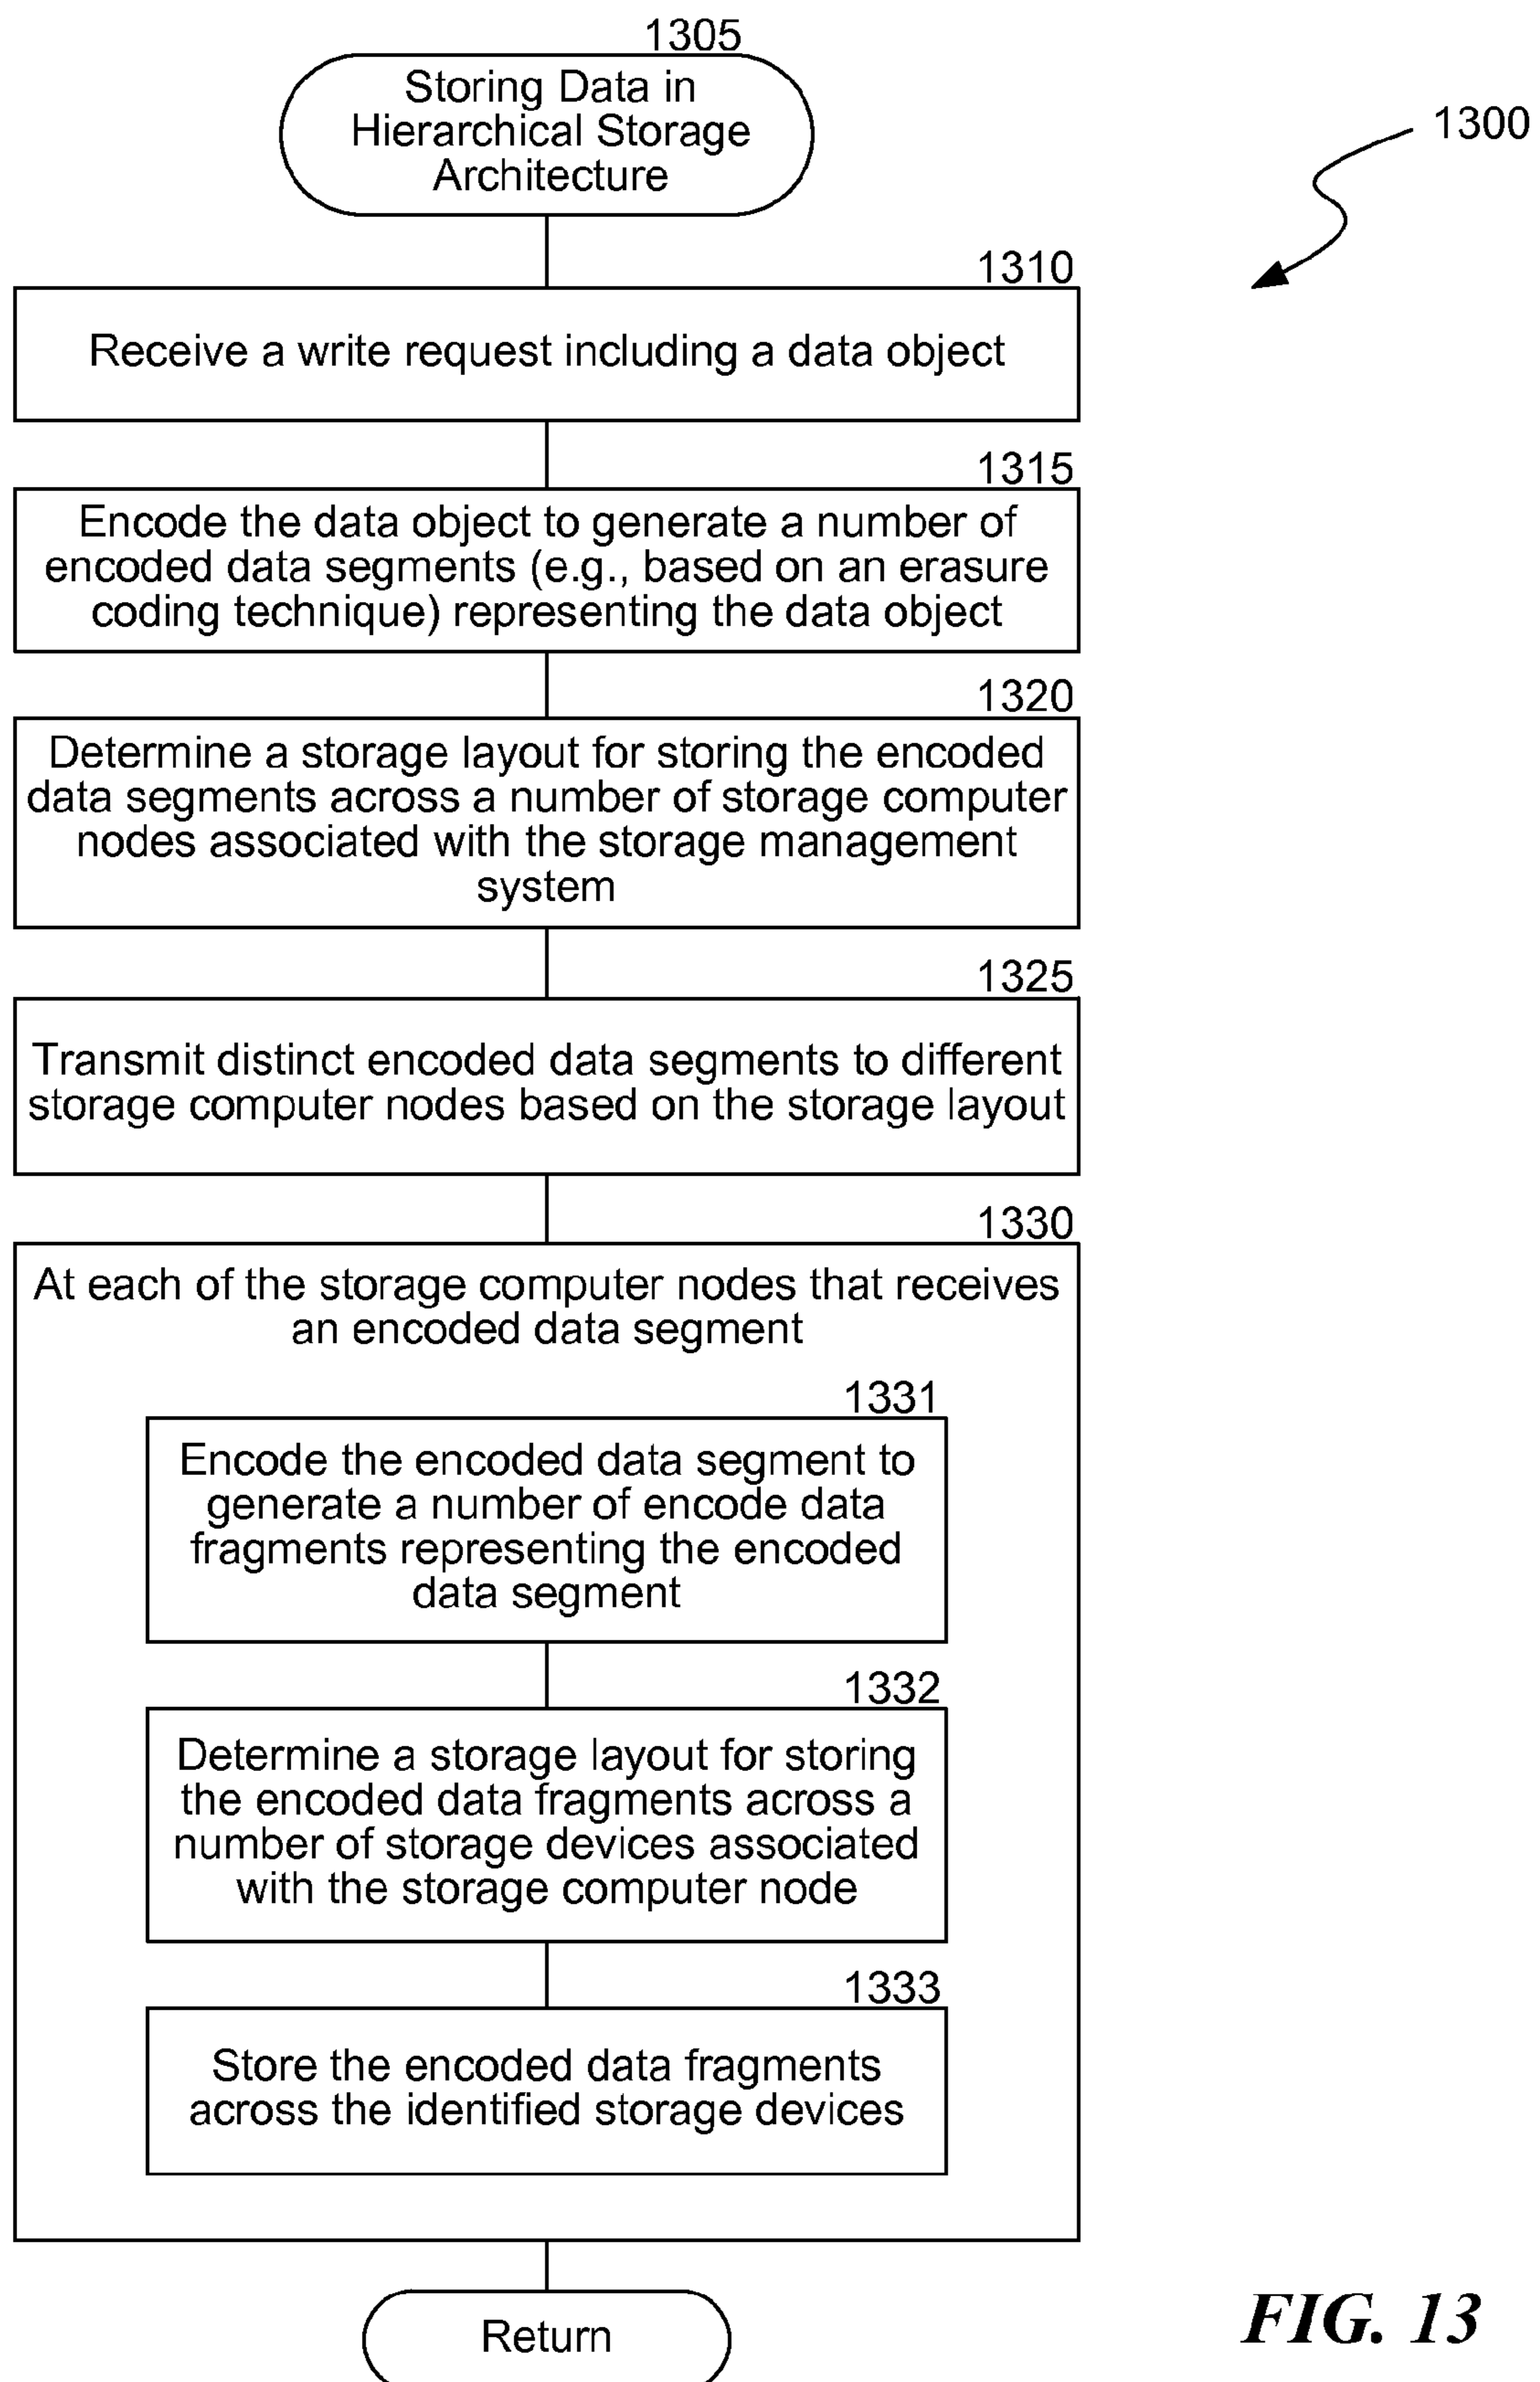 1305
Storing Data in
Hierarchical Storage
Architecture
1300
1310
Receive a write request including a data object
1315
Encode the data object to generate a number of
encoded data segments (e.g., based on an erasure
coding technique) representing the data object
1320
Determine a storage layout for storing the encoded
data segments across a number of storage computer
nodes associated with the storage management
system
1325
Transmit distinct encoded data segments to different
storage computer nodes based on the storage layout
1330
At each of the storage computer nodes that receives
an encoded data segment
1331
Encode the encoded data segment to
generate a number of encode data
fragments representing the encoded
data segment
1332
Determine a storage layout for storing
the encoded data fragments across a
number of storage devices associated
with the storage computer node
1333
Store the encoded data fragments
across the identified storage devices
Return
FIG. 13